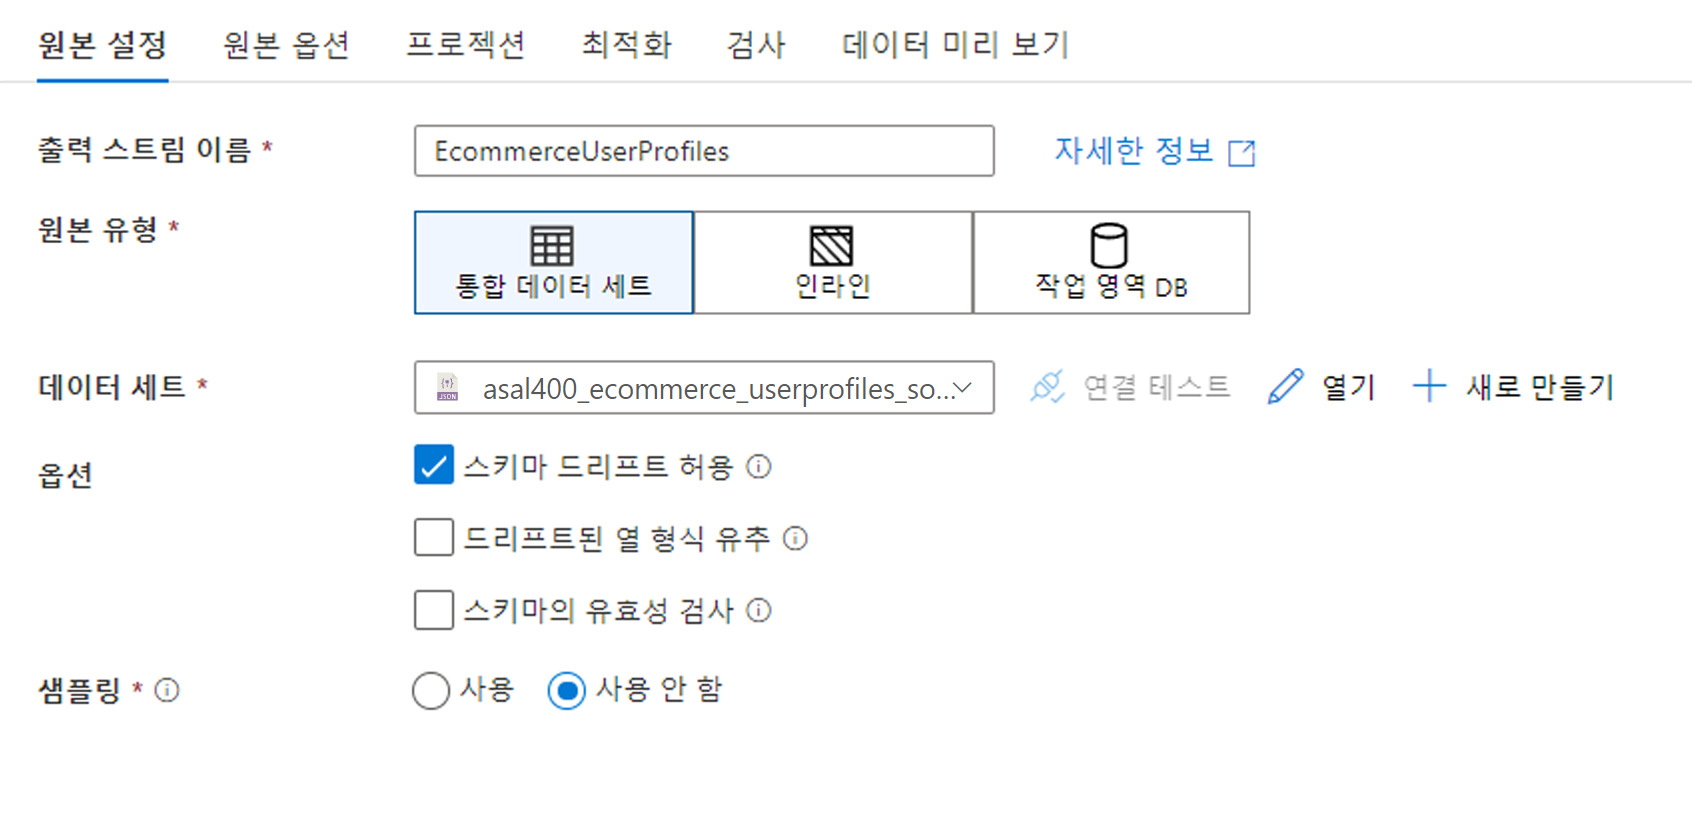 원본 설정 원본 옵션 프로젝션 최적화 검사 데이터 미리 보기
출력 스트림 이름 * EcommerceUserProfiles 자세한 정보
원본 유형 *
통합 데이터 세트 인라인 작업 영역 DB
데이터 세트 * JSON asal400_ecommerce_userprofiles_so... 연결 테스트 열기 새로 만들기
옵션 스키마 드리프트 허용
드리프트된 열 형식 유추
스키마의 유효성 검사
샘플링 * 사용 사용 안 함